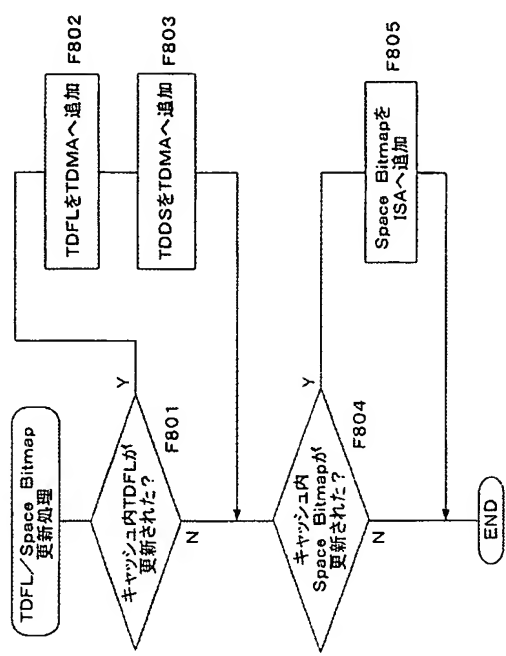 TDFL／Space Bitmap
更新処理
キャッシュ内TDFLが
更新された？
F801
Y
N
TDFLをTDMAへ追加
F802
TDDSをTDMAへ追加
F803
キャッシュ内
Space Bitmapが
更新された？
F804
Y
N
Space Bitmapを
ISAへ追加
F805
END